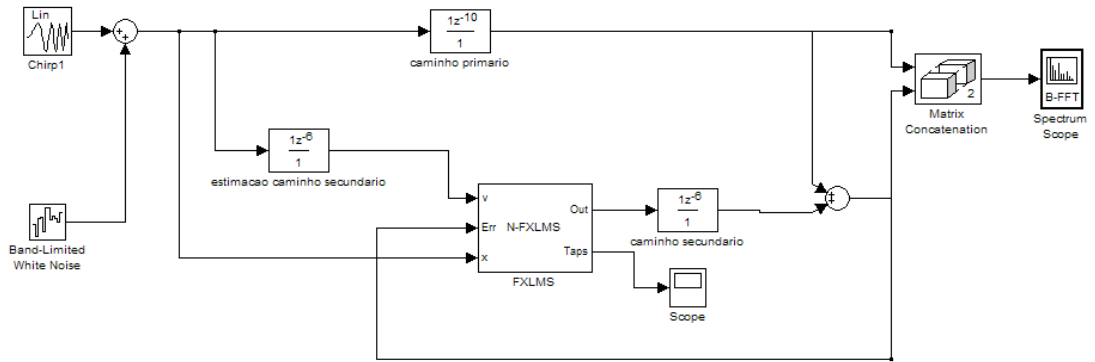 Lin
Chirp1
+
+
1z-10
1
caminho primario
2
Matrix
Concatenation
B-FFT
Spectrum
Scope
1z-6
1
estimacao caminho secundario
Band-Limited
White Noise
v
Err
x
N-FXLMS
Out
Taps
FXLMS
1z-6
1
caminho secundario
Scope